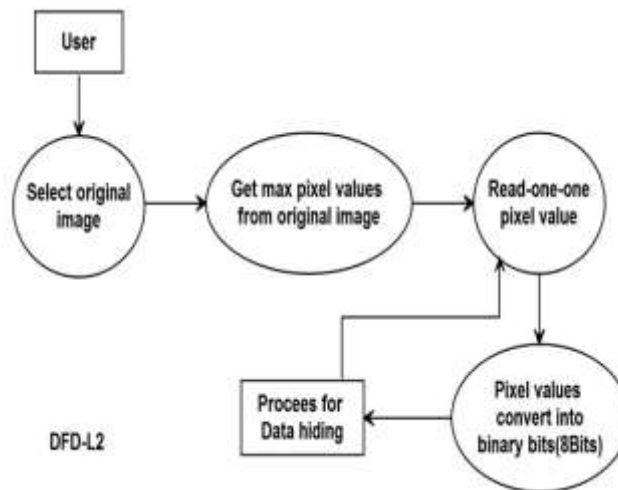 User
Select original
image
Get max pixel values
from original image
Read-one-one
pixel value
Pixel values
convert into
binary bits(8Bits)
Procees for
Data hiding
DFD-L2